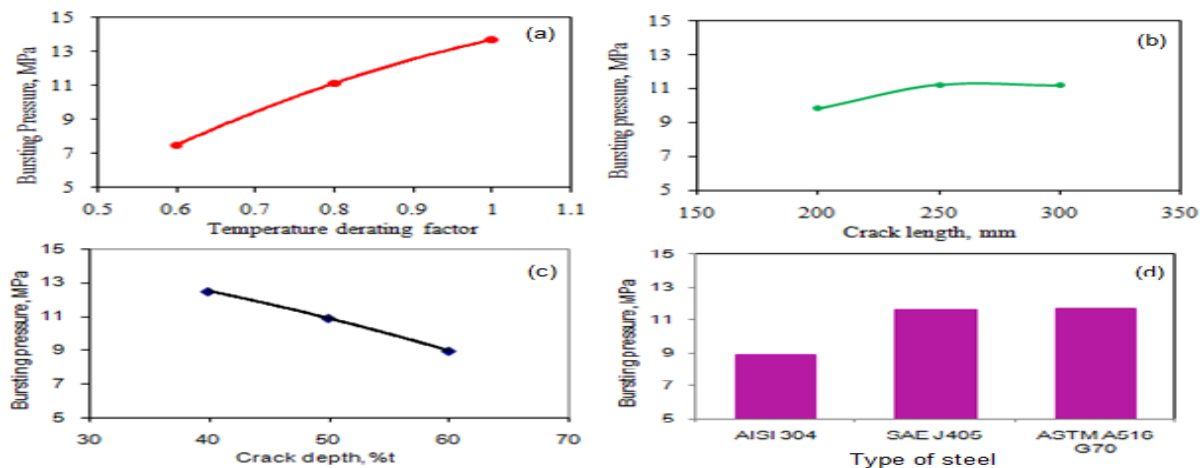 Bursting Pressure, MPa
15
13
11
9
7
5
(a)
0.5 0.6 0.7 0.8 0.9 1 1.1
Temperature derating factor
Bursting pressure, MPa
15
13
11
9
7
5
(b)
150 200 250 300 350
Crack length, mm
Bursting pressure, MPa
15
13
11
9
7
5
(c)
30 40 50 60 70
Crack depth, %t
Bursting pressure, MPa
15
13
11
9
7
5
(d)
AISI 304 SAE J405 ASTM A516
G70
Type of steel